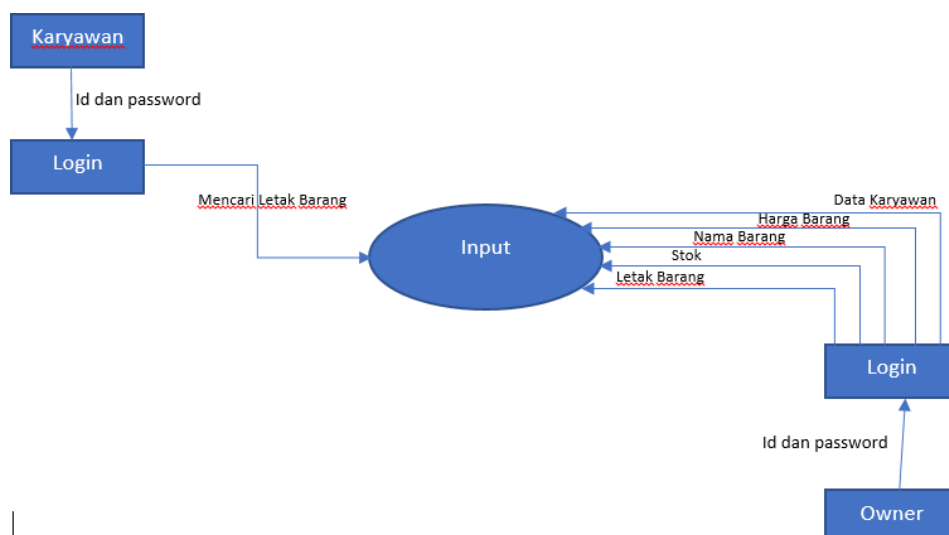 Karyawan
Id dan password
Login
Mencari Letak Barang
Input
Data Karyawan
Harga Barang
Nama Barang
Stok
Letak Barang
Login
Id dan password
Owner